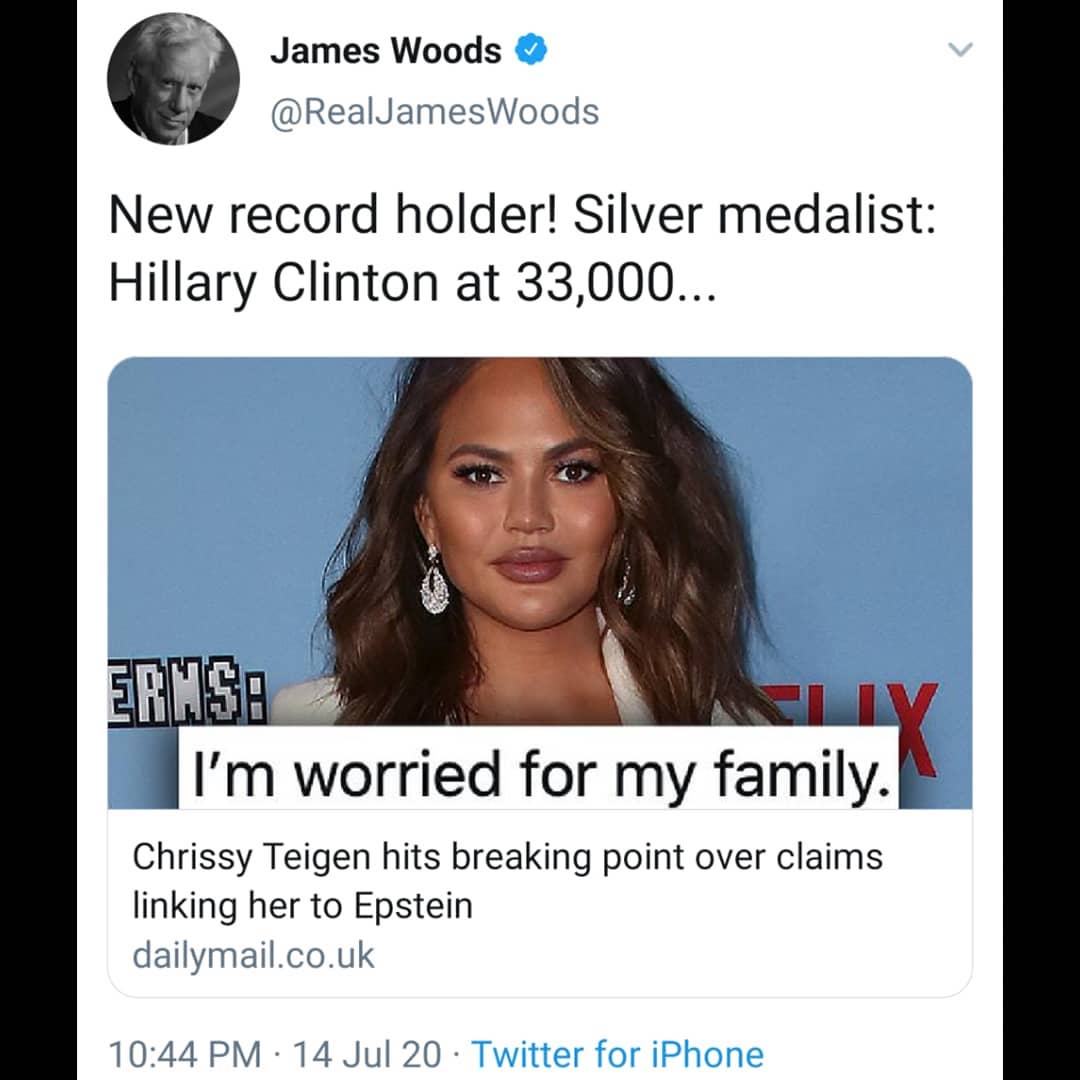 James Woods
@RealJamesWoods
New record holder! Silver medalist:
Hillary Clinton at 33,000...
ERNS:
LIX
I'm worried for my family.
Chrissy Teigen hits breaking point over claims
linking her to Epstein
dailymail.co.uk
10:44 PM · 14 Jul 20 · Twitter for iPhone